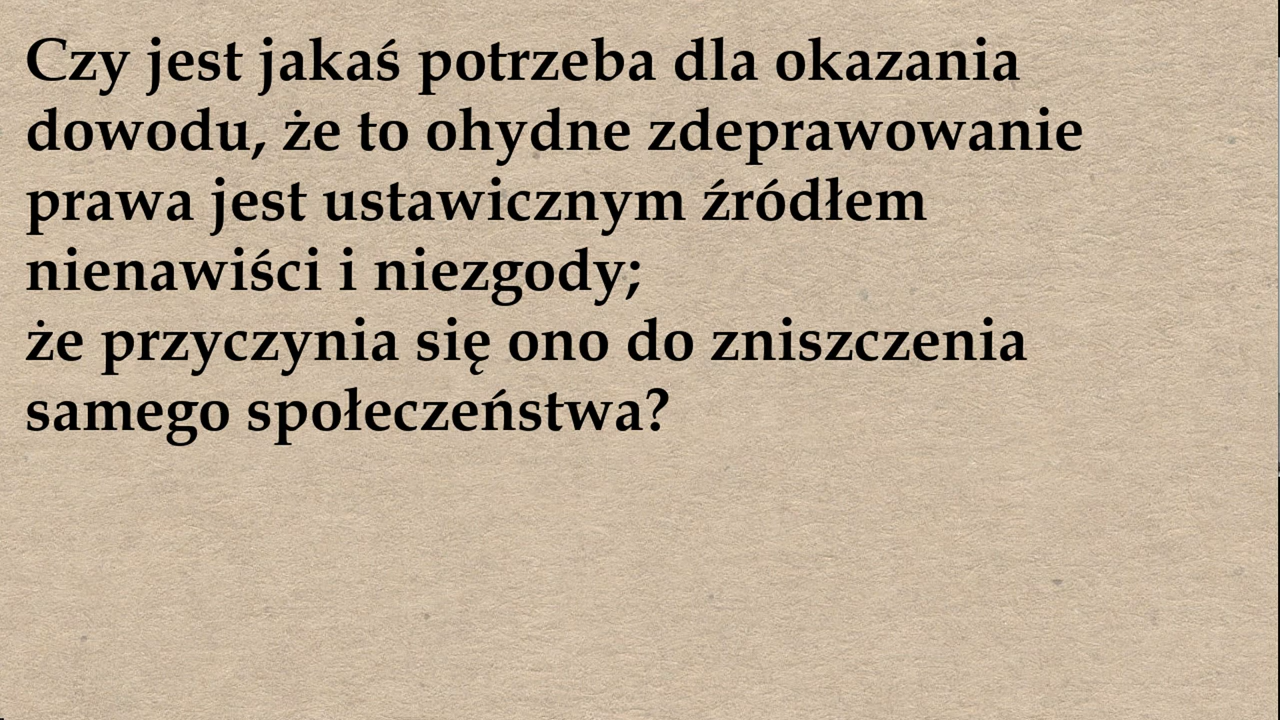 Czy jest jakaś potrzeba dla okazania
dowodu, że to ohydne zdeprawowanie
prawa jest ustawicznym źródłem
nienawiści i niezgody;
że przyczynia się ono do zniszczenia
samego społeczeństwa?